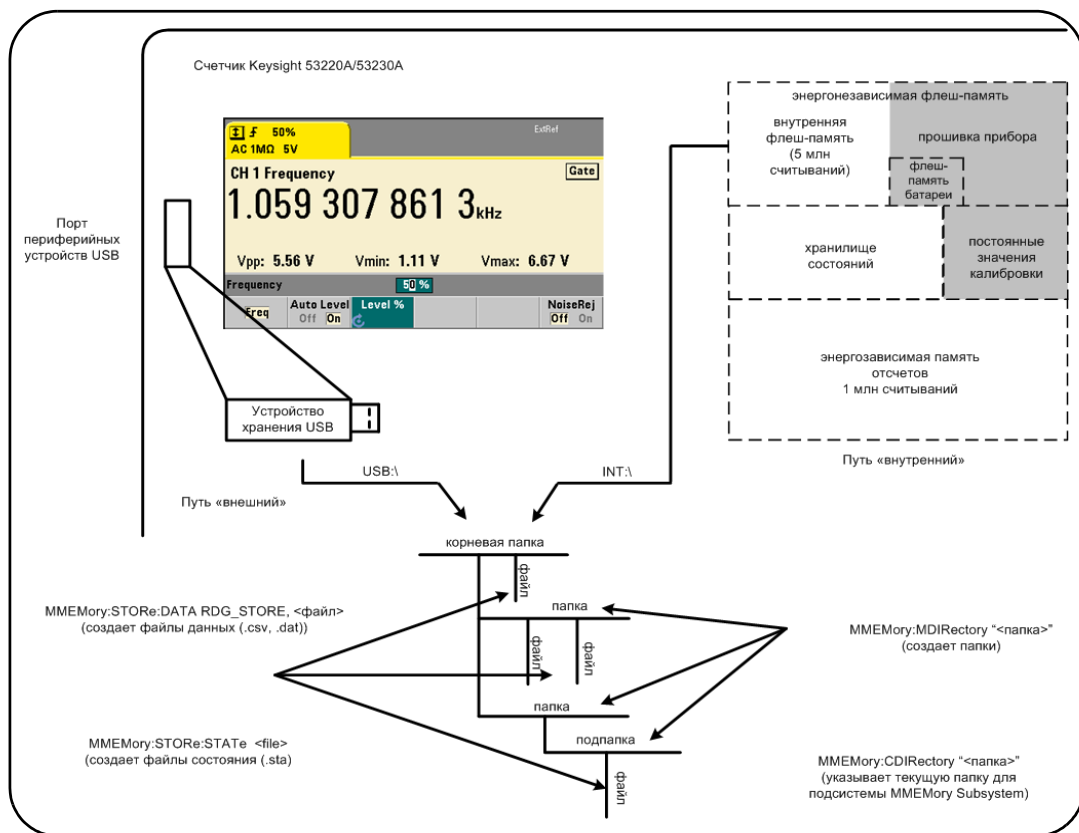 Счетчик Keysight 53220A/53230A
50%
ExtRef
AC 1MΩ 5V
CH 1 Frequency
Gate
1.059 307 861 3kHz
Vpp: 5.56 V Vmin: 1.11 V Vmax: 6.67 V
Frequency
50 %
Freq
Auto Level
Off On
Level %
NoiseRej
Off On
Порт
периферийных
устройств USB
Устройство
хранения USB
энергонезависимая флеш-память
внутренняя
флеш-память
(5 млн
считываний)
прошивка прибора
флеш-
память
батареи
хранилище
состояний
постоянные
значения
калибровки
энергозависимая память
отсчетов
1 млн считываний
Путь «внутренний»
USB:\
INT:\
Путь «внешний»
корневая папка
файл
папка
файл
файл
папка
подпапка
файл
MMEMory:STORe:DATA RDG_STORE, <файл>
(создает файлы данных (.csv, .dat))
MMEMory:STORe:STATe <file>
(создает файлы состояния (.sta)
MMEMory:MDIRectory “<папка>”
(создает папки)
MMEMory:CDIRectory “<папка>”
(указывает текущую папку для
подсистемы MMEMory Subsystem)